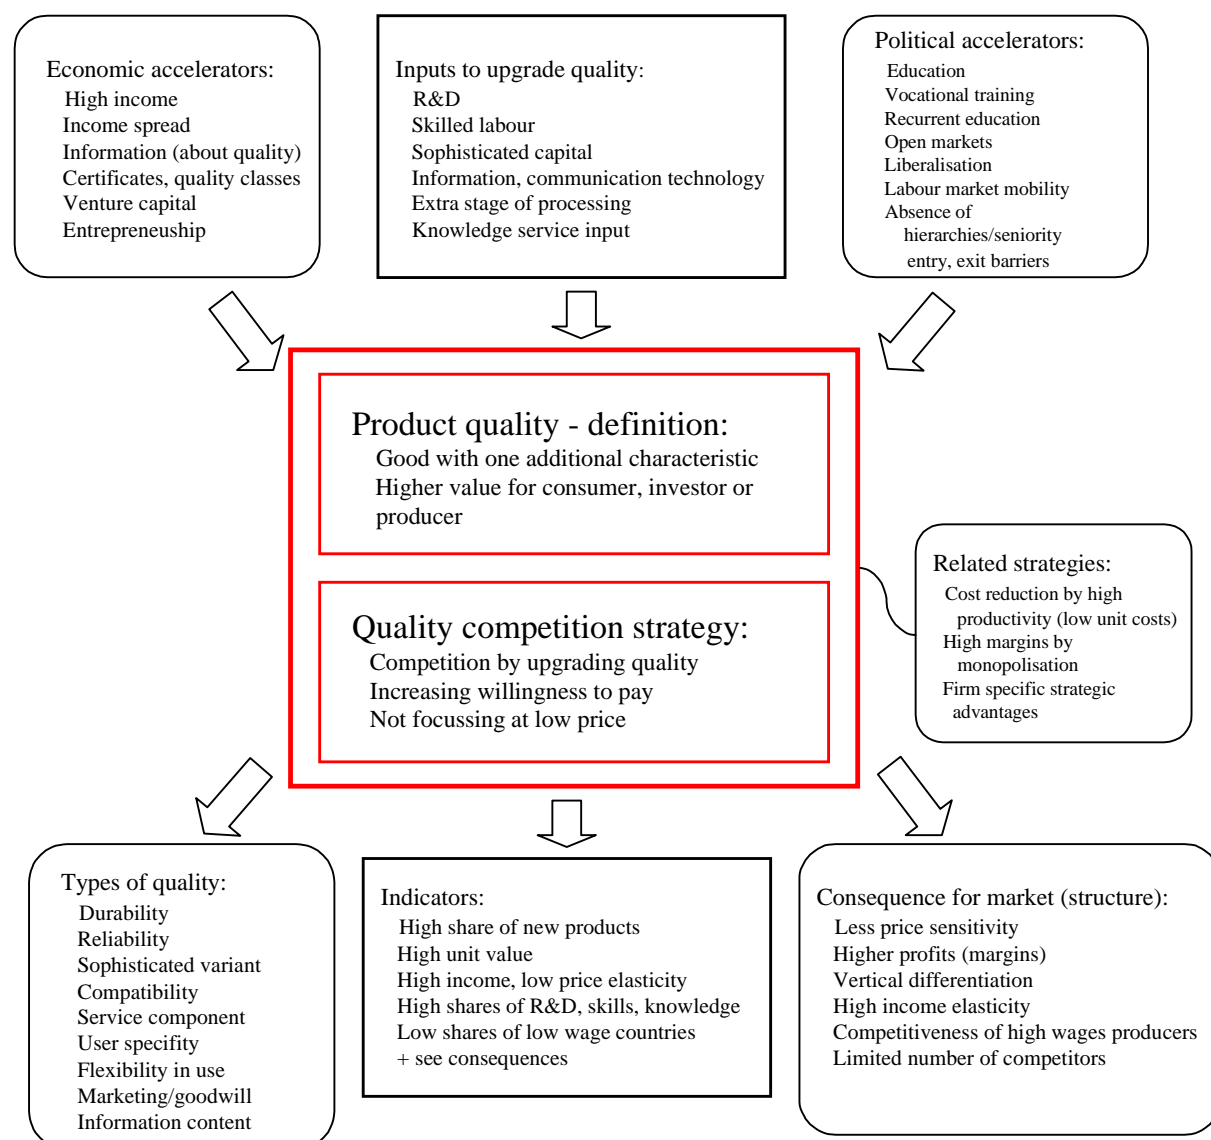 Economic accelerators:
High income
Income spread
Information (about quality)
Certificates, quality classes
Venture capital
Entrepreneuship
Inputs to upgrade quality:
R&D
Skilled labour
Sophisticated capital
Information, communication technology
Extra stage of processing
Knowledge service input
Political accelerators:
Education
Vocational training
Recurrent education
Open markets
Liberalisation
Labour market mobility
Absence of
hierarchies/seniority
entry, exit barriers
Product quality - definition:
Good with one additional characteristic
Higher value for consumer, investor or
producer
Quality competition strategy:
Competition by upgrading quality
Increasing willingness to pay
Not focussing at low price
Related strategies:
Cost reduction by high
productivity (low unit costs)
High margins by
monopolisation
Firm specific strategic
advantages
Types of quality:
Durability
Reliability
Sophisticated variant
Compatibility
Service component
User specifity
Flexibility in use
Marketing/goodwill
Information content
Indicators:
High share of new products
High unit value
High income, low price elasticity
High shares of R&D, skills, knowledge
Low shares of low wage countries
+ see consequences
Consequence for market (structure):
Less price sensitivity
Higher profits (margins)
Vertical differentiation
High income elasticity
Competitiveness of high wages producers
Limited number of competitors